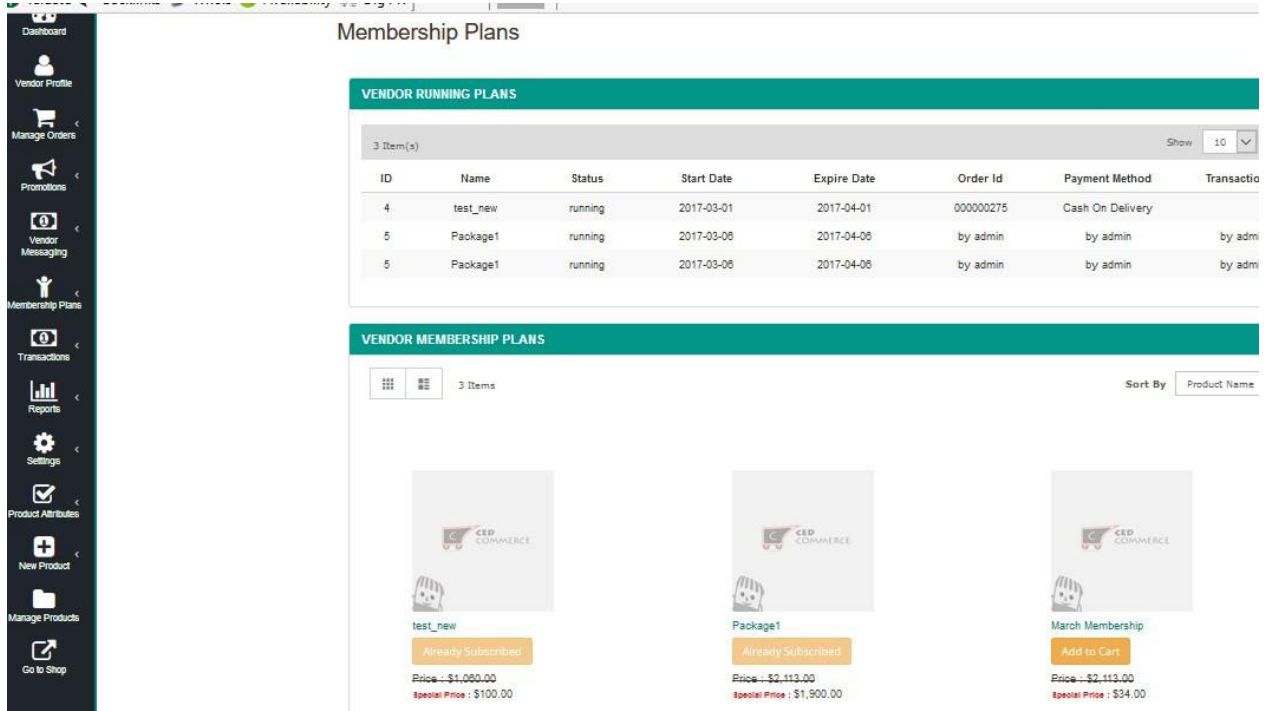 Dashboard
Vendor Profile
Manage Orders
Promotions
Vendor
Messaging
Membership Plans
Transactions
Reports
Settings
Product Attributes
New Product
Manage Products
Go to Shop
Membership Plans
VENDOR RUNNING PLANS
3 Item(s) Show 10
ID Name Status Start Date Expire Date Order Id Payment Method Transactio
4 test_new running 2017-03-01 2017-04-01 000000275 Cash On Delivery
5 Package1 running 2017-03-06 2017-04-06 by admin by admin by adm
5 Package1 running 2017-03-06 2017-04-06 by admin by admin by adm
VENDOR MEMBERSHIP PLANS
3 Items Sort By Product Name
C CED COMMERCE C CED COMMERCE C CED COMMERCE
test_new Package1 March Membership
Already Subscribed Already Subscribed Add to Cart
Price : $1,060.00 Price : $2,113.00 Price : $2,113.00
Special Price : $100.00 Special Price : $1,900.00 Special Price : $34.00